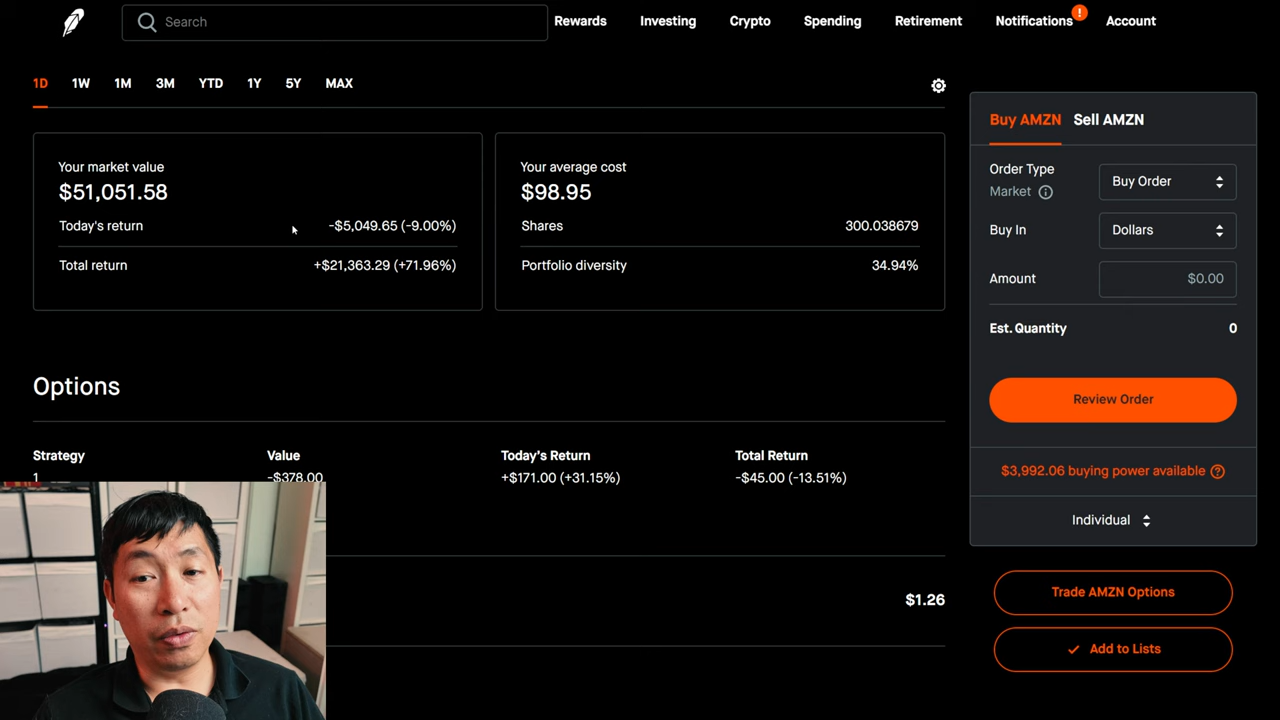 Search
Rewards Investing Crypto Spending Retirement Notifications ! Account
1D 1W 1M 3M YTD 1Y 5Y MAX
Your market value
$51,051.58
Today's return -$5,049.65 (-9.00%)
Total return +$21,363.29 (+71.96%)
Your average cost
$98.95
Shares 300.038679
Portfolio diversity 34.94%
Options
Strategy Value Today's Return Total Return
1 -$378.00 +$171.00 (+31.15%) -$45.00 (-13.51%)
$1.26
Buy AMZN Sell AMZN
Order Type
Market
Buy Order
Buy In Dollars
Amount $0.00
Est. Quantity 0
Review Order
$3,992.06 buying power available
Individual
Trade AMZN Options
Add to Lists